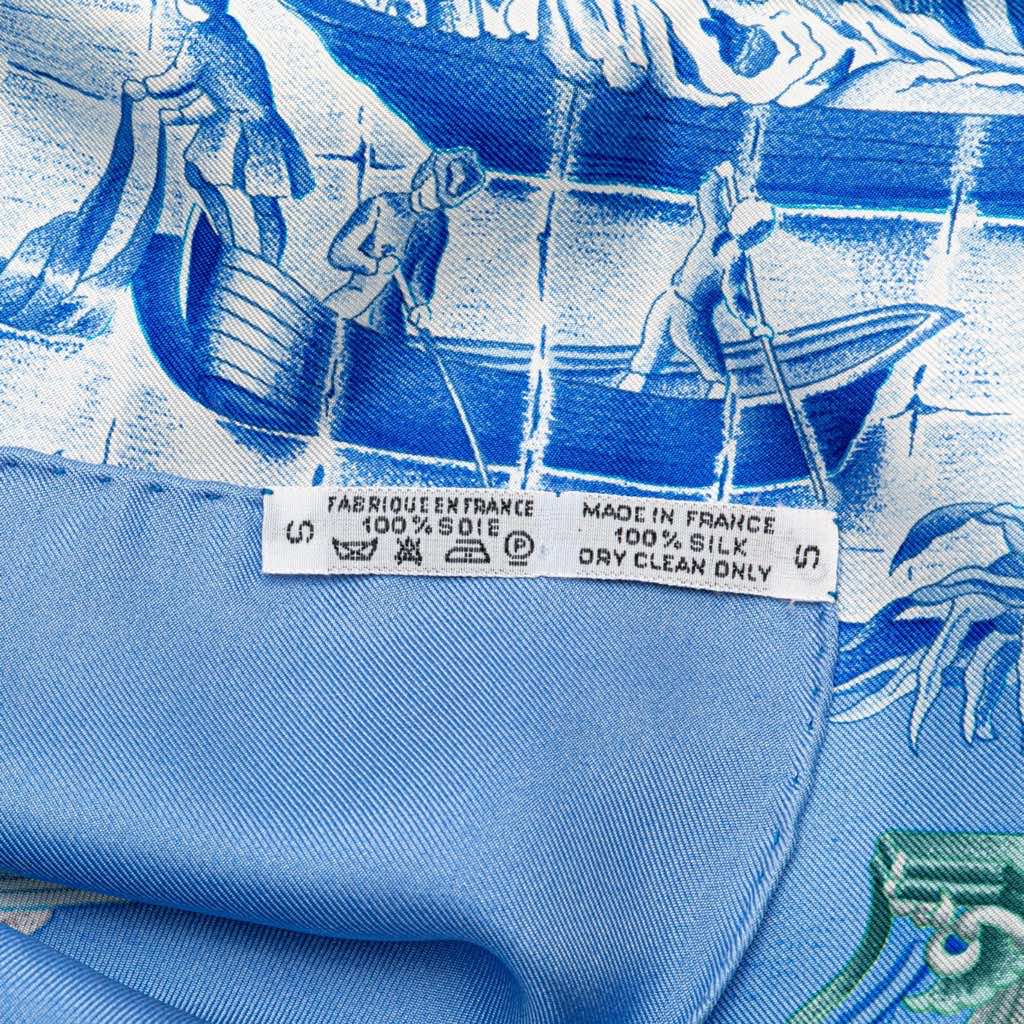 S
FABRIQUE EN FRANCE
100% SOIE
P
MADE IN FRANCE
100% SILK
DRY CLEAN ONLY
S